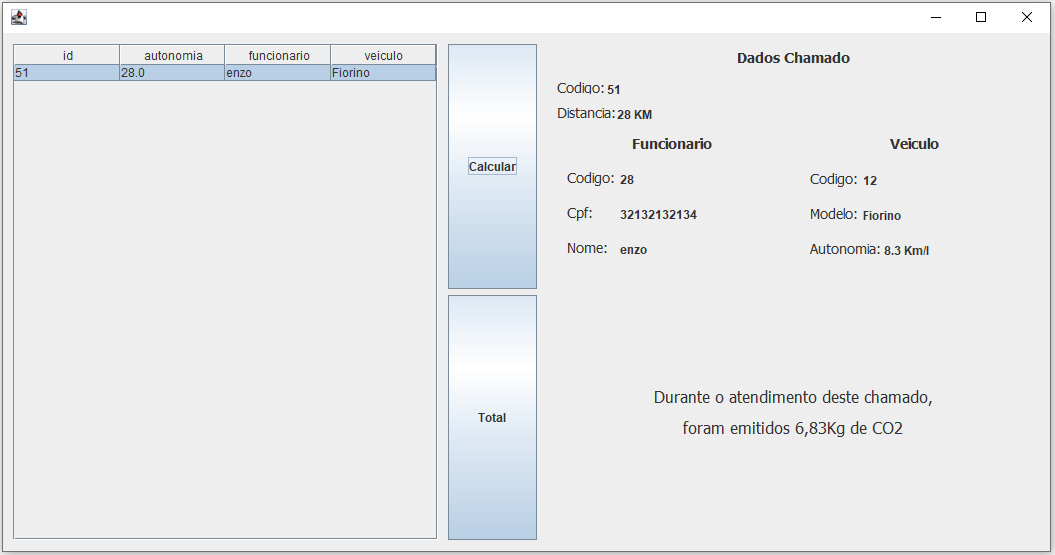 id autonomia funcionario veiculo
51 28.0 enzo Fiorino
Calcular
Total
Dados Chamado
Codigo: 51
Distancia: 28 KM
Funcionario
Codigo: 28
Cpf: 32132132134
Nome: enzo
Veiculo
Codigo: 12
Modelo: Fiorino
Autonomia: 8.3 Km/l
Durante o atendimento deste chamado,
foram emitidos 6,83Kg de CO2